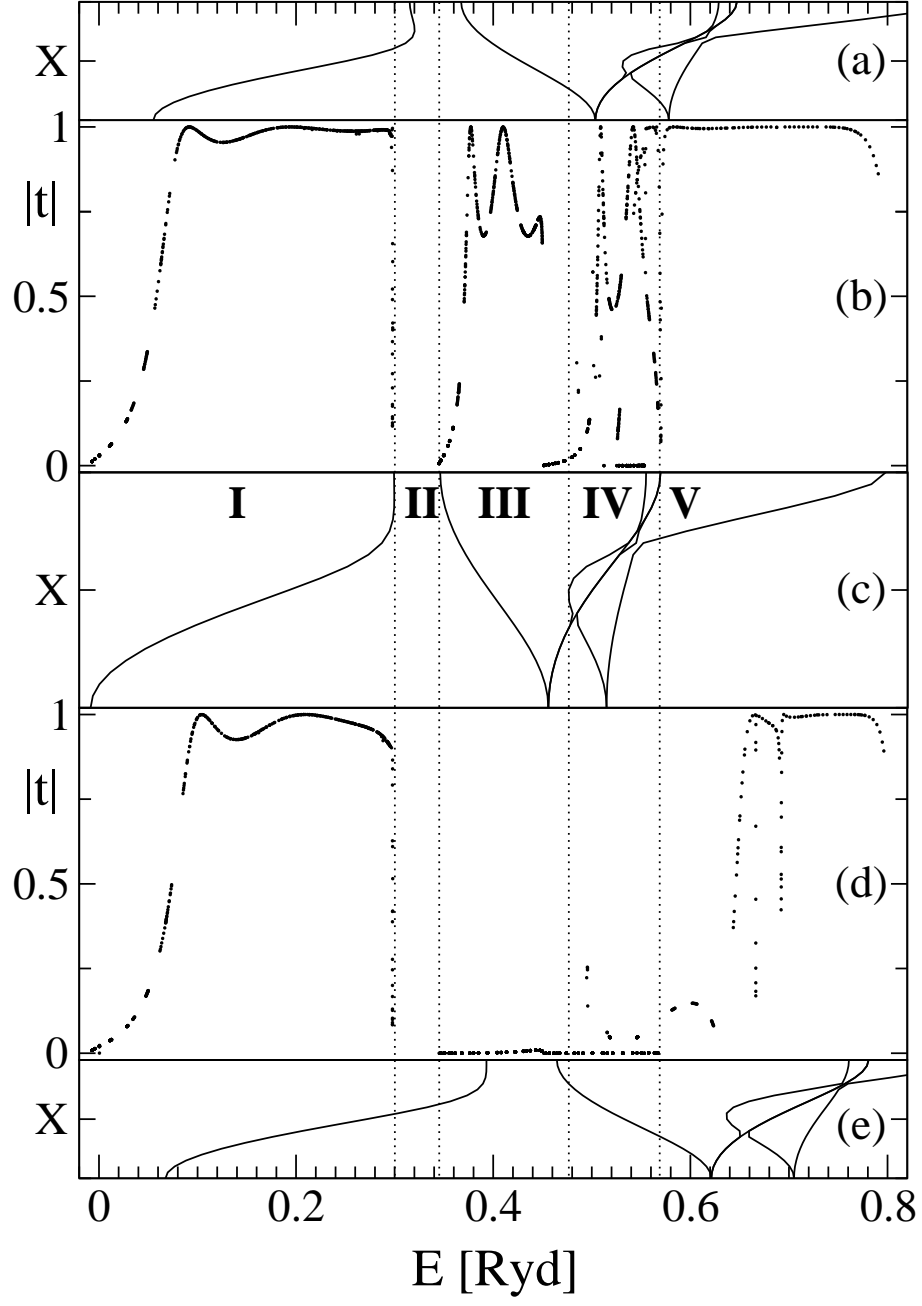 X (a)
1
|t|
0.5 (b)
0
I II III IV V
X (c)
1
|t|
0.5 (d)
0
X (e)
0 0.2 0.4 0.6 0.8
E [Ryd]